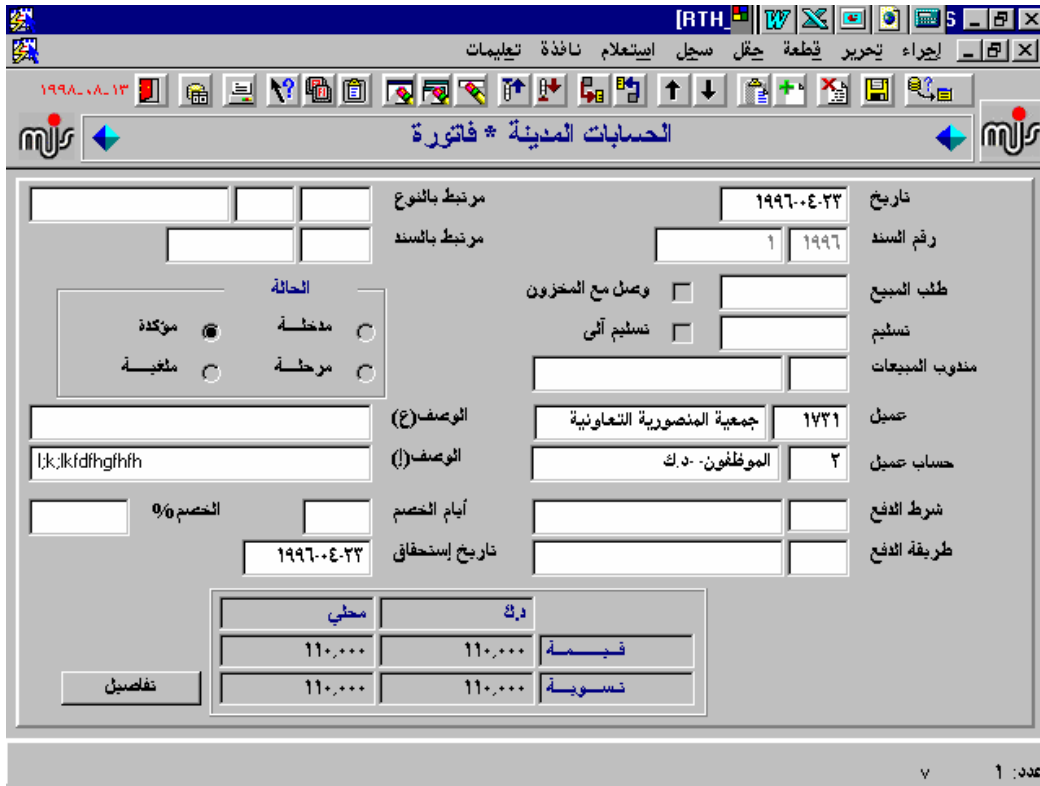 [RTH_ S
إجراء تحرير قطعة حقل سجل استعلام نافذة تعليمات
١٩٩٨-٠٨-١٣
mis الحسابات المدينة * فاتورة mis
تاريخ ١٩٩٦-٠٤-٢٣ مرتبط بالنوع
رقم السند ١٩٩٦ ١ مرتبط بالسند
طلب المبيع وصل مع المخزون الحالة
تسليم تسليم آلى مدخلة مؤكدة
مندوب المبيعات مرحلة ملغية
عميل ١٧٣١ جمعية المنصورية التعاونية الوصف(ع)
حساب عميل ٢ الموظفون- -د.ك الوصف(إ) l;k;lkfdfhgfhfh
شرط الدفع أيام الخصم الخصم %
طريقة الدفع تاريخ إستحقاق ١٩٩٦-٠٤-٢٣
د.ك محلي
قيمة ١١٠,٠٠٠ ١١٠,٠٠٠
تسوية ١١٠,٠٠٠ ١١٠,٠٠٠ تفاصيل
عدد: ١ v